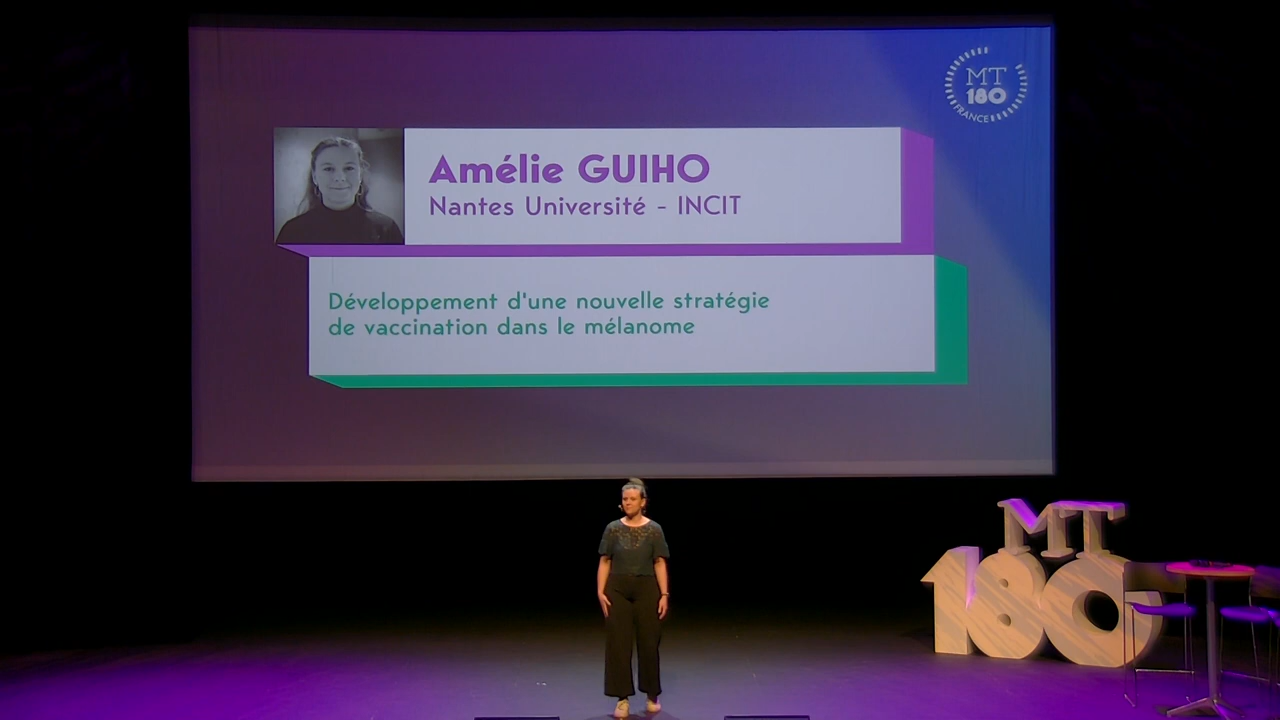 MT
180
FRANCE
Amélie GUIHO
Nantes Université - INCIT
Développement d'une nouvelle stratégie
de vaccination dans le mélanome
MT
180